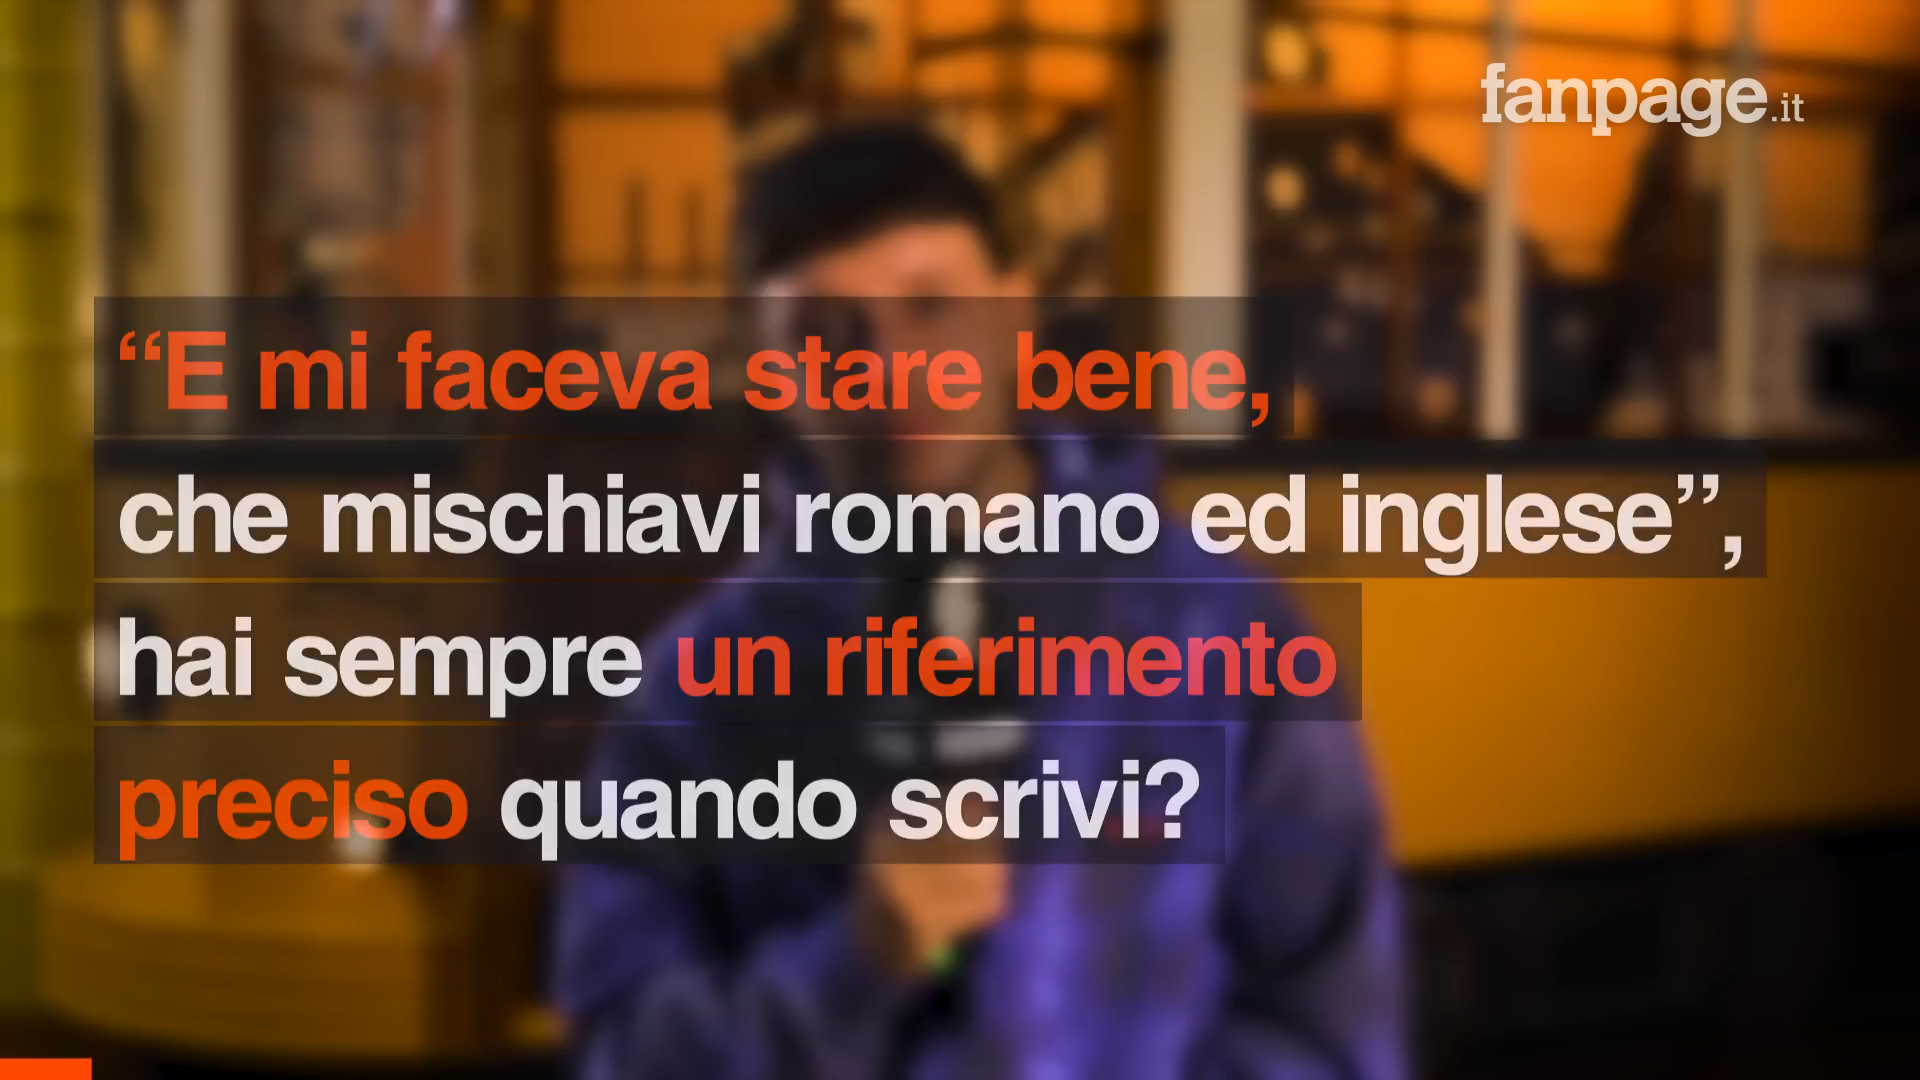 fanpage.it
“E mi faceva stare bene,
che mischiavi romano ed inglese”,
hai sempre un riferimento
preciso quando scrivi?